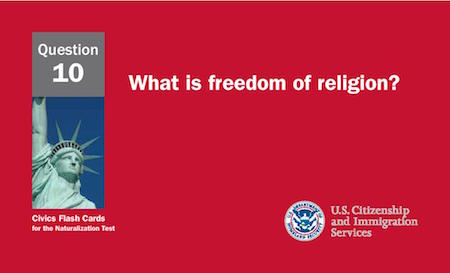 Question
10
What is freedom of religion?
Civics Flash Cards
for the Naturalization Test
U.S. Citizenship
and Immigration
Services